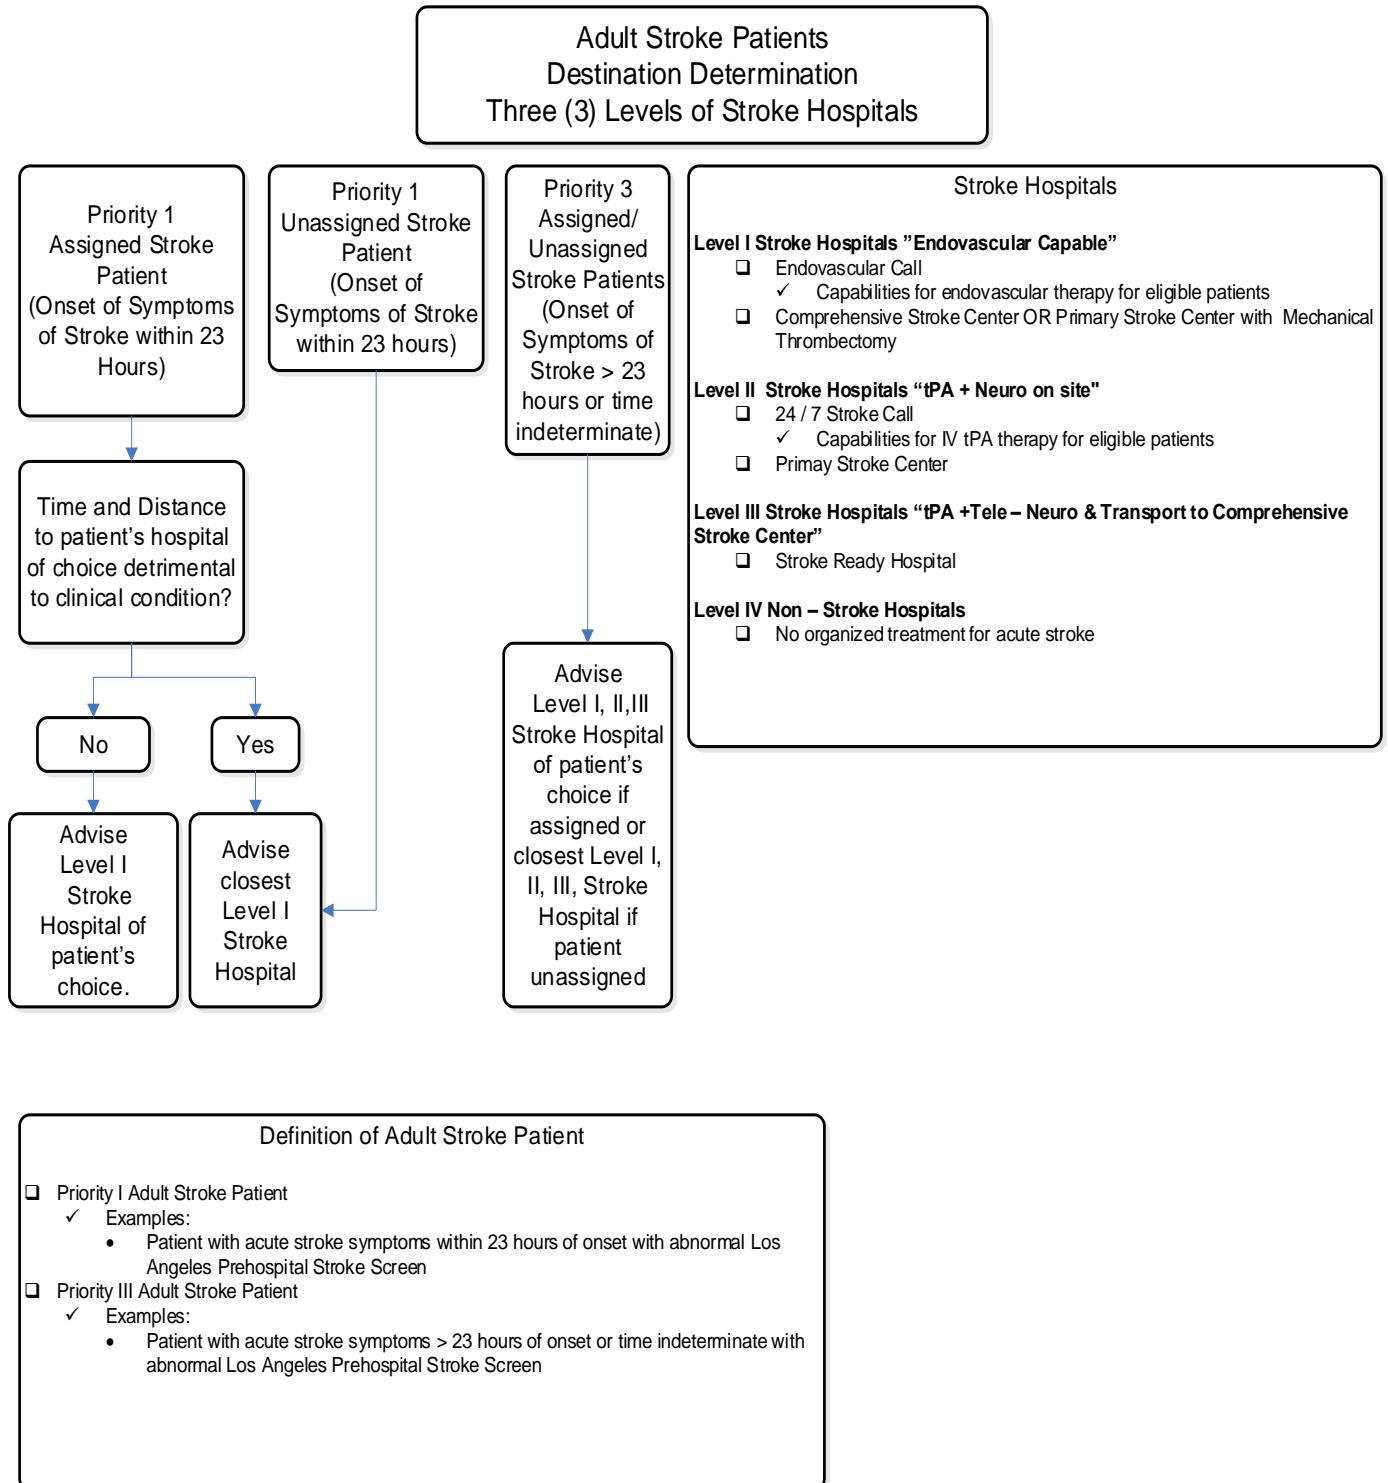 Adult Stroke Patients
Destination Determination
Three (3) Levels of Stroke Hospitals
Priority 1
Assigned Stroke
Patient
(Onset of Symptoms
of Stroke within 23
Hours)
Priority 1
Unassigned Stroke
Patient
(Onset of
Symptoms of Stroke
within 23 hours)
Priority 3
Assigned/
Unassigned
Stroke Patients
(Onset of
Symptoms of
Stroke > 23
hours or time
indeterminate)
Stroke Hospitals
Level I Stroke Hospitals ”Endovascular Capable”
❑ Endovascular Call
✓ Capabilities for endovascular therapy for eligible patients
❑ Comprehensive Stroke Center OR Primary Stroke Center with Mechanical
Thrombectomy
Level II Stroke Hospitals “tPA + Neuro on site"
❑ 24 / 7 Stroke Call
✓ Capabilities for IV tPA therapy for eligible patients
❑ Primay Stroke Center
Level III Stroke Hospitals “tPA +Tele – Neuro & Transport to Comprehensive
Stroke Center”
❑ Stroke Ready Hospital
Level IV Non – Stroke Hospitals
❑ No organized treatment for acute stroke
Time and Distance
to patient’s hospital
of choice detrimental
to clinical condition?
No
Yes
Advise
Level I
Stroke
Hospital of
patient’s
choice.
Advise
closest
Level I
Stroke
Hospital
Advise
Level I, II,III
Stroke Hospital
of patient’s
choice if
assigned or
closest Level I,
II, III, Stroke
Hospital if
patient
unassigned
Definition of Adult Stroke Patient
❑ Priority I Adult Stroke Patient
✓ Examples:
• Patient with acute stroke symptoms within 23 hours of onset with abnormal Los
Angeles Prehospital Stroke Screen
❑ Priority III Adult Stroke Patient
✓ Examples:
• Patient with acute stroke symptoms > 23 hours of onset or time indeterminate with
abnormal Los Angeles Prehospital Stroke Screen